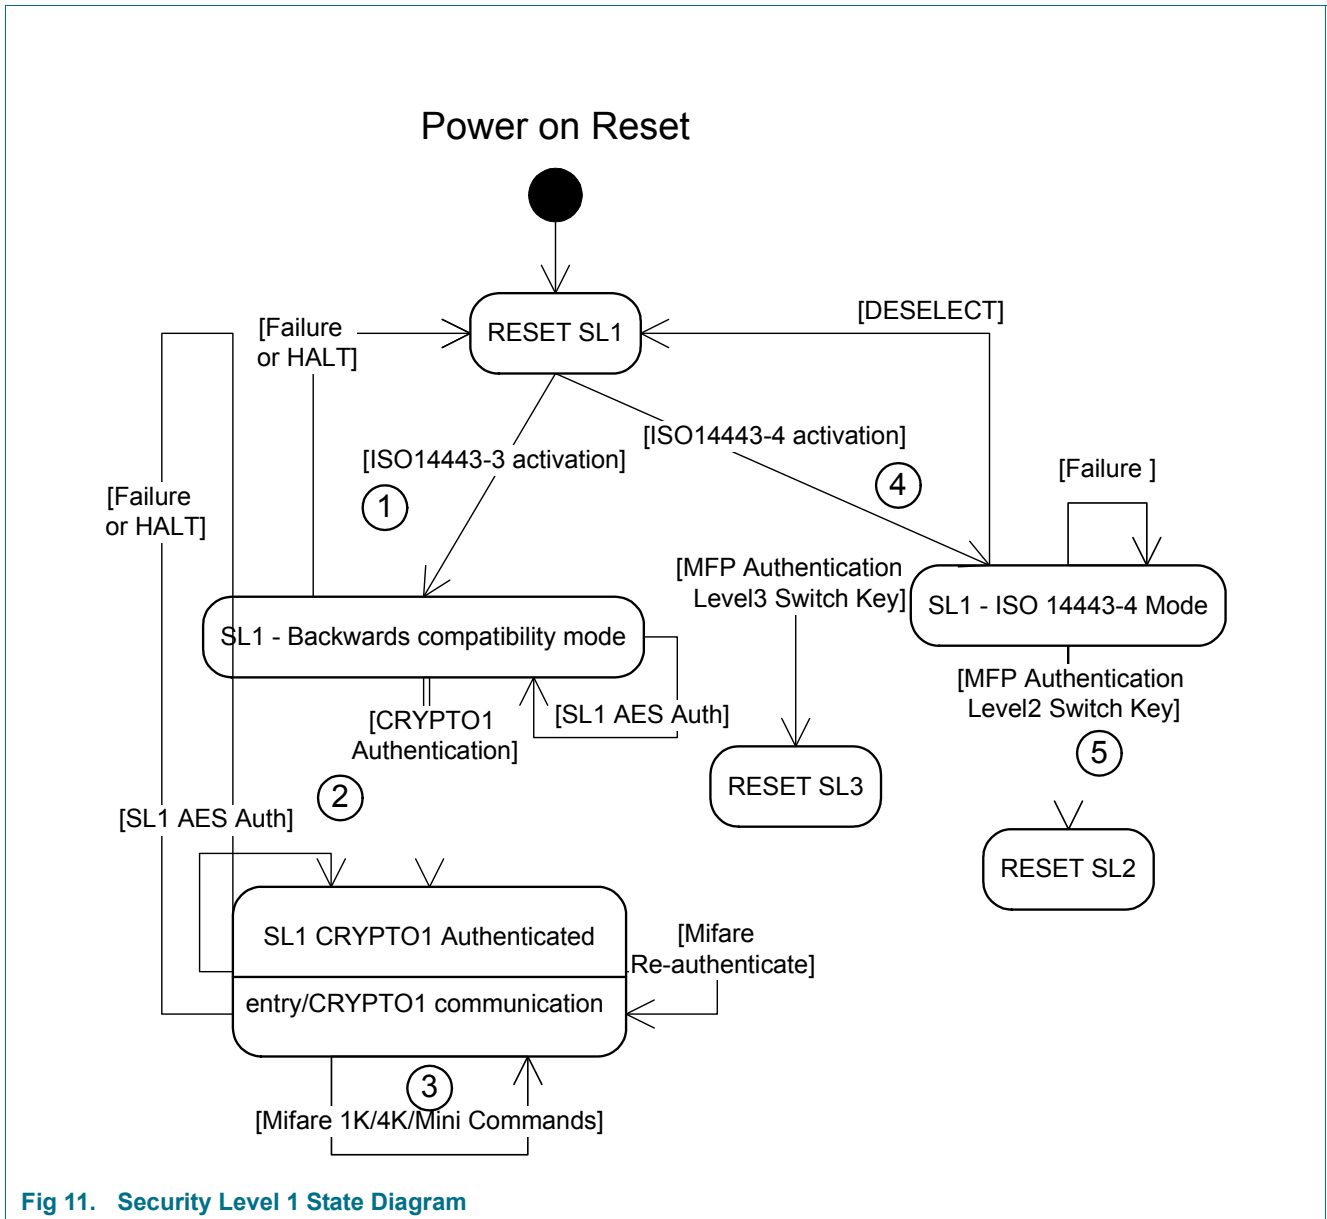 Power on Reset
RESET SL1
[DESELECT]
[Failure
or HALT]
[ISO14443-3 activation]
1
[ISO14443-4 activation]
4
[Failure ]
[Failure
or HALT]
[MFP Authentication
Level3 Switch Key]
SL1 - ISO 14443-4 Mode
SL1 - Backwards compatibility mode
[MFP Authentication
Level2 Switch Key]
5
[CRYPTO1
Authentication]
[SL1 AES Auth]
RESET SL3
2
[SL1 AES Auth]
RESET SL2
SL1 CRYPTO1 Authenticated
entry/CRYPTO1 communication
[Mifare
Re-authenticate]
3
[Mifare 1K/4K/Mini Commands]
Fig 11. Security Level 1 State Diagram